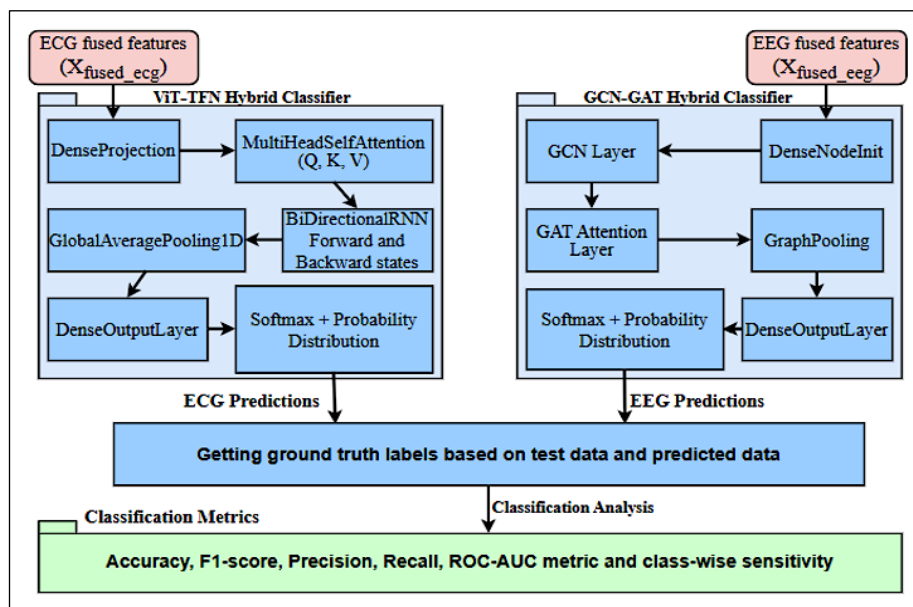 ECG fused features
(X_fused_ecg)
EEG fused features
(X_fused_eeg)
ViT-TFN Hybrid Classifier
DenseProjection
MultiHeadSelfAttention
(Q, K, V)
BiDirectionalRNN
Forward and
Backward states
GlobalAveragePooling1D
DenseOutputLayer
Softmax + Probability
Distribution
GCN-GAT Hybrid Classifier
DenseNodeInit
GCN Layer
GAT Attention
Layer
GraphPooling
DenseOutputLayer
Softmax + Probability
Distribution
ECG Predictions
EEG Predictions
Getting ground truth labels based on test data and predicted data
Classification Analysis
Classification Metrics
Accuracy, F1-score, Precision, Recall, ROC-AUC metric and class-wise sensitivity